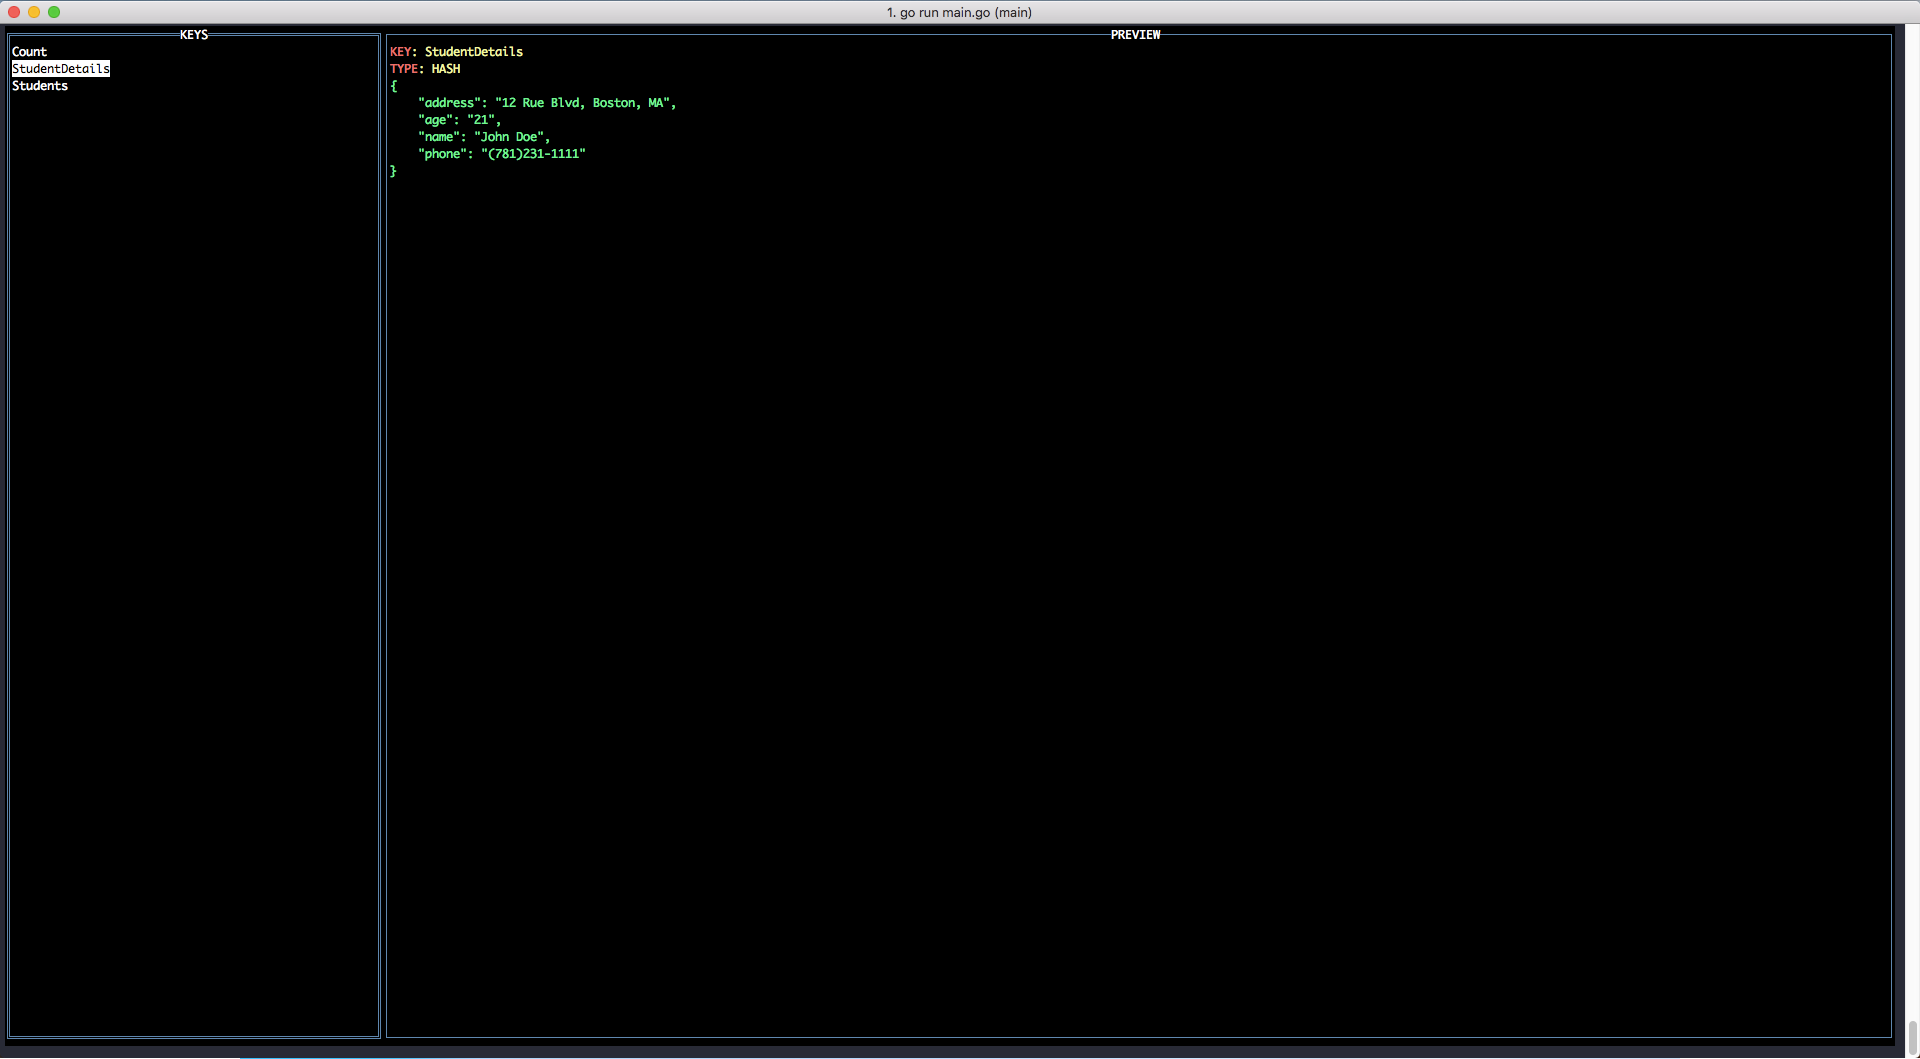 1. go run main.go (main)
KEYS
Count
StudentDetails
Students
PREVIEW
KEY: StudentDetails
TYPE: HASH
{
    "address": "12 Rue Blvd, Boston, MA",
    "age": "21",
    "name": "John Doe",
    "phone": "(781)231-1111"
}